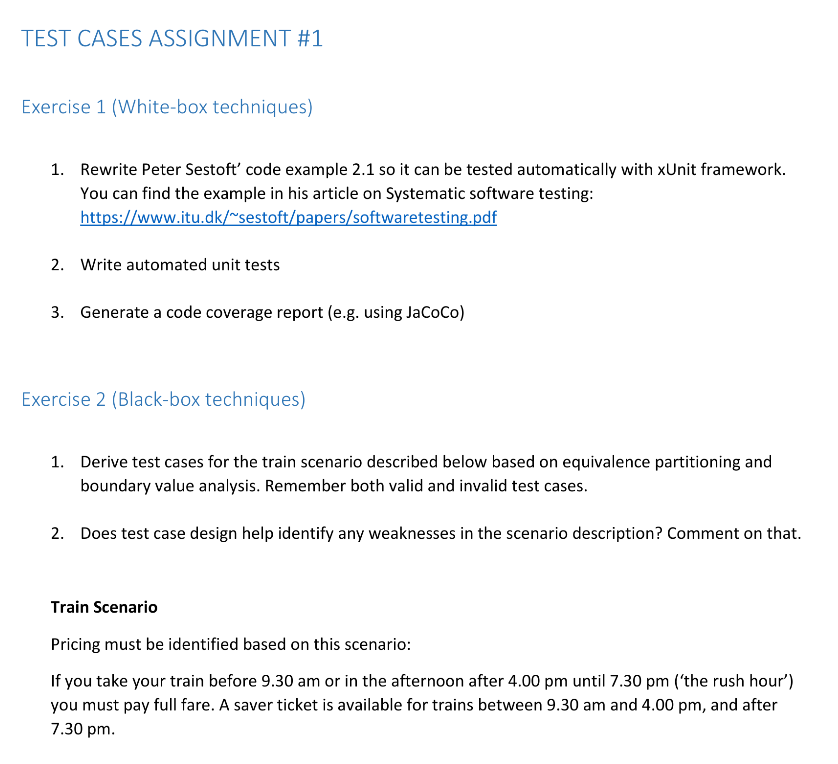 TEST CASES ASSIGNMENT #1
Exercise 1 (White-box techniques)
1. Rewrite Peter Sestoft’ code example 2.1 so it can be tested automatically with xUnit framework.
You can find the example in his article on Systematic software testing:
https://www.itu.dk/~sestoft/papers/softwaretesting.pdf
2. Write automated unit tests
3. Generate a code coverage report (e.g. using JaCoCo)
Exercise 2 (Black-box techniques)
1. Derive test cases for the train scenario described below based on equivalence partitioning and
boundary value analysis. Remember both valid and invalid test cases.
2. Does test case design help identify any weaknesses in the scenario description? Comment on that.
Train Scenario
Pricing must be identified based on this scenario:
If you take your train before 9.30 am or in the afternoon after 4.00 pm until 7.30 pm (‘the rush hour’)
you must pay full fare. A saver ticket is available for trains between 9.30 am and 4.00 pm, and after
7.30 pm.